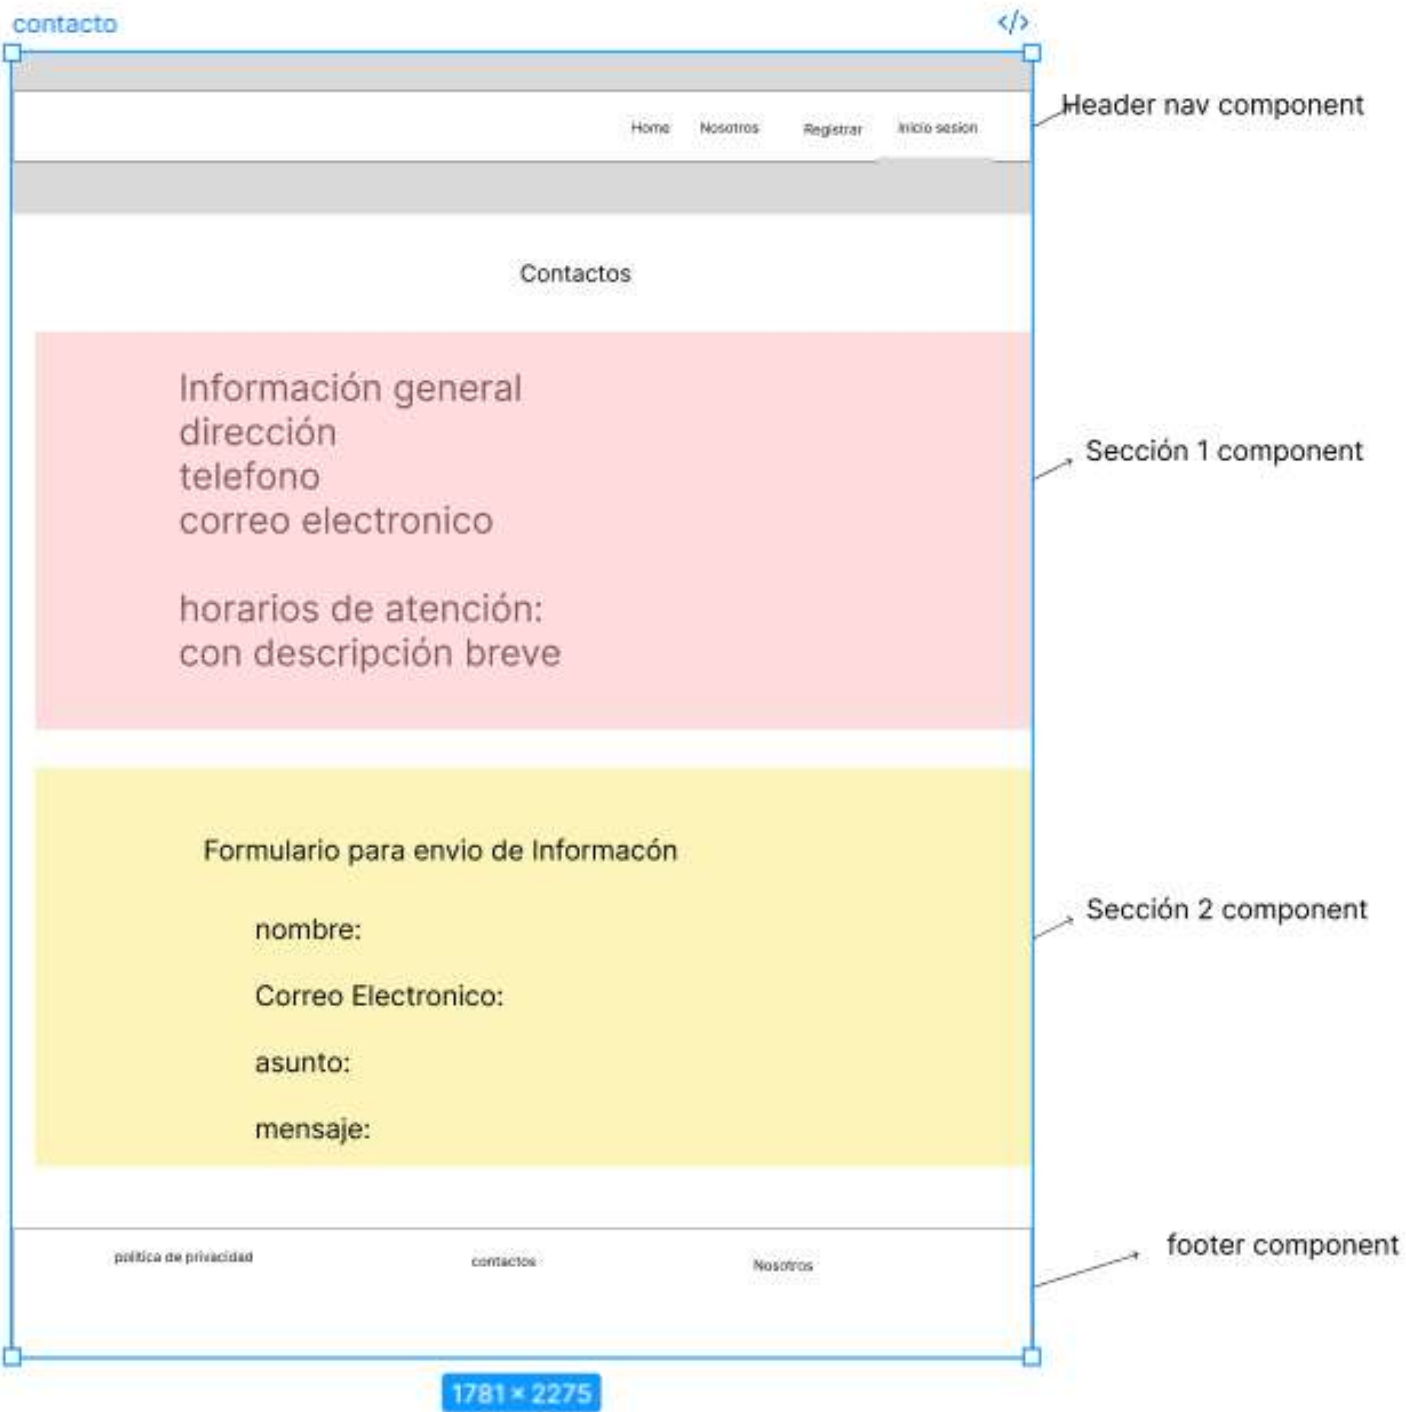 contacto
</>
Header nav component
Home Nosotros Registrar Inicio sesion
Contactos
Información general
dirección
telefono
correo electronico
horarios de atención:
con descripción breve
Sección 1 component
Formulario para envio de Informacón
nombre:
Correo Electronico:
asunto:
mensaje:
Sección 2 component
politica de privacidad contactos Nosotros
footer component
1781 × 2275